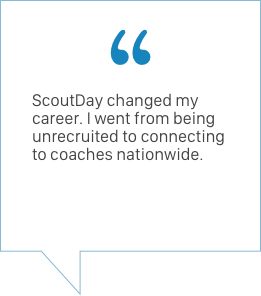 “
ScoutDay changed my
career. I went from being
unrecruited to connecting
to coaches nationwide.